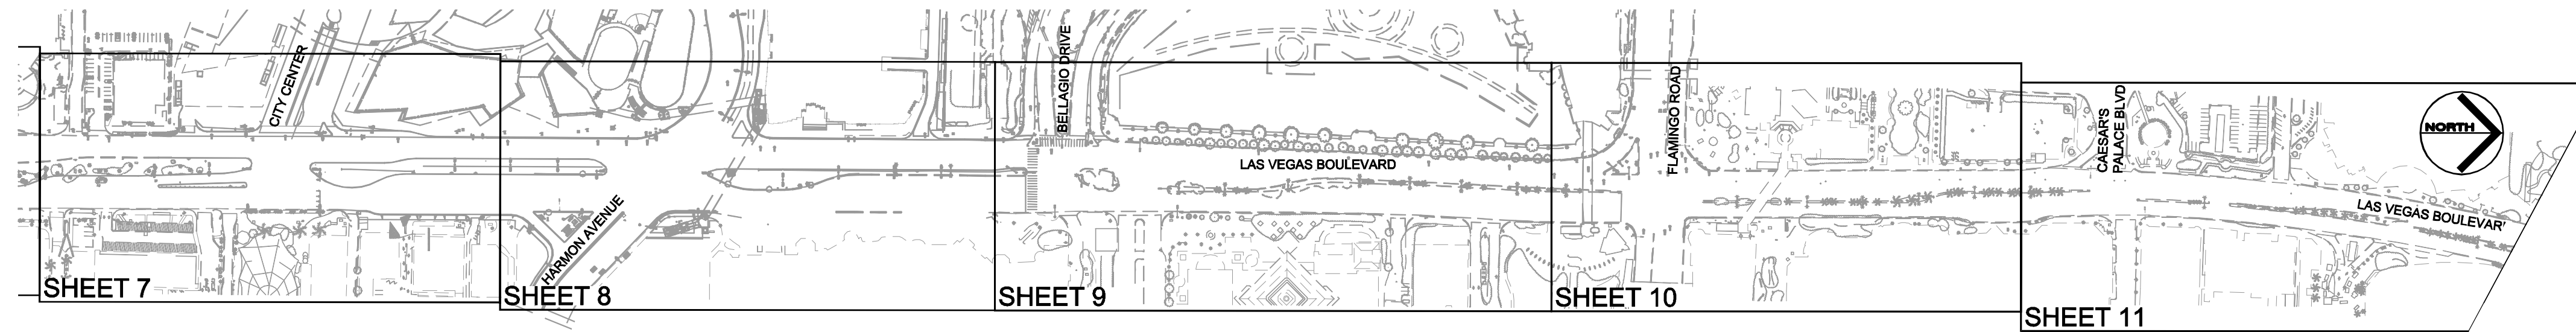 CITY CENTER
BELLAGIO DRIVE
FLAMINGO ROAD
CAESAR'S
PALACE BLVD
NORTH
LAS VEGAS BOULEVARD
LAS VEGAS BOULEVAR'
HARMON AVENUE
SHEET 7
SHEET 8
SHEET 9
SHEET 10
SHEET 11